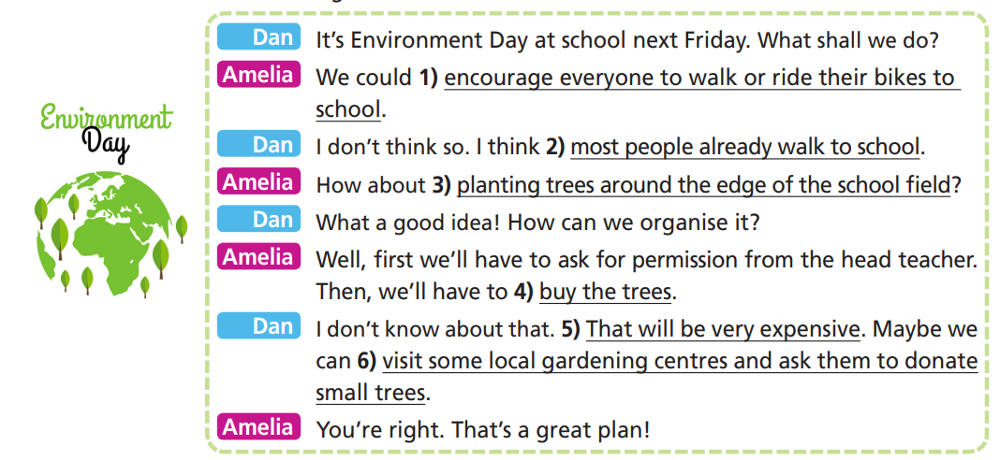 Environment
Day
Dan It’s Environment Day at school next Friday. What shall we do?
Amelia We could 1) encourage everyone to walk or ride their bikes to
school.
Dan I don’t think so. I think 2) most people already walk to school.
Amelia How about 3) planting trees around the edge of the school field?
Dan What a good idea! How can we organise it?
Amelia Well, first we’ll have to ask for permission from the head teacher.
Then, we’ll have to 4) buy the trees.
Dan I don’t know about that. 5) That will be very expensive. Maybe we
can 6) visit some local gardening centres and ask them to donate
small trees.
Amelia You’re right. That’s a great plan!